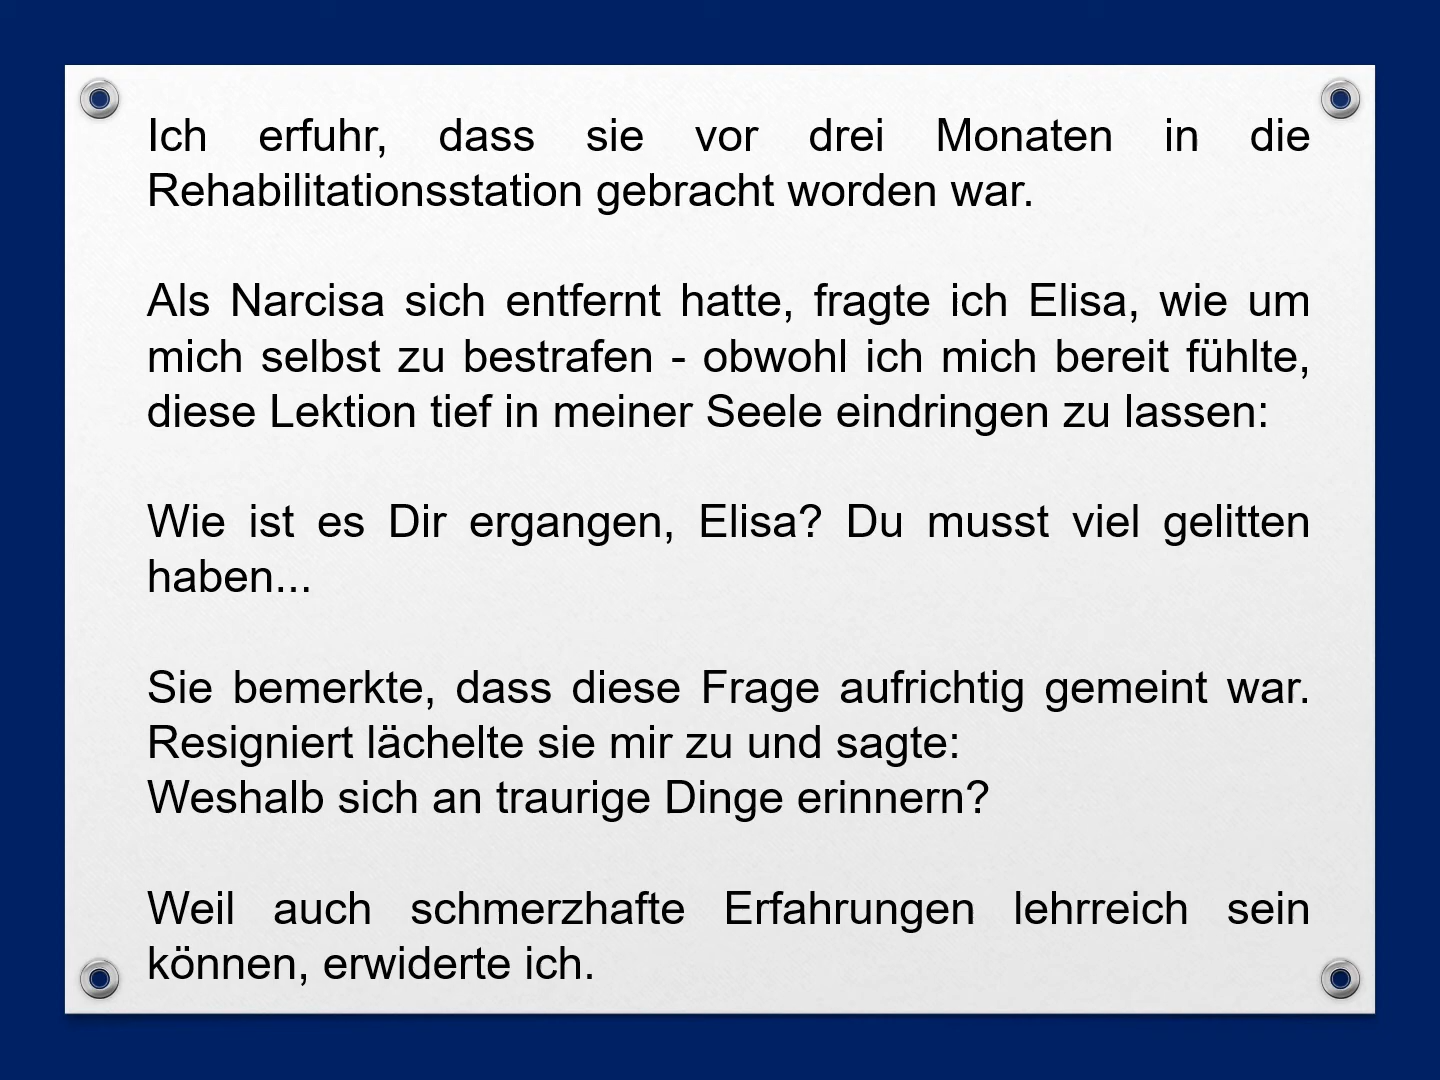 Ich erfuhr, dass sie vor drei Monaten in die
Rehabilitationsstation gebracht worden war.
Als Narcisa sich entfernt hatte, fragte ich Elisa, wie um
mich selbst zu bestrafen - obwohl ich mich bereit fühlte,
diese Lektion tief in meiner Seele eindringen zu lassen:
Wie ist es Dir ergangen, Elisa? Du musst viel gelitten
haben...
Sie bemerkte, dass diese Frage aufrichtig gemeint war.
Resigniert lächelte sie mir zu und sagte:
Weshalb sich an traurige Dinge erinnern?
Weil auch schmerzhafte Erfahrungen lehrreich sein
können, erwiderte ich.